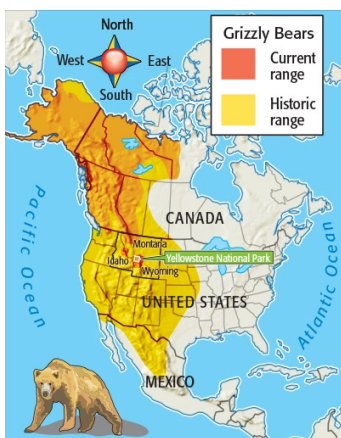 North
West
East
South
Grizzly Bears
Current
range
Historic
range
Pacific Ocean
CANADA
Montana
Yellowstone National Park
Idaho
Wyoming
UNITED STATES
Atlantic Ocean
MEXICO